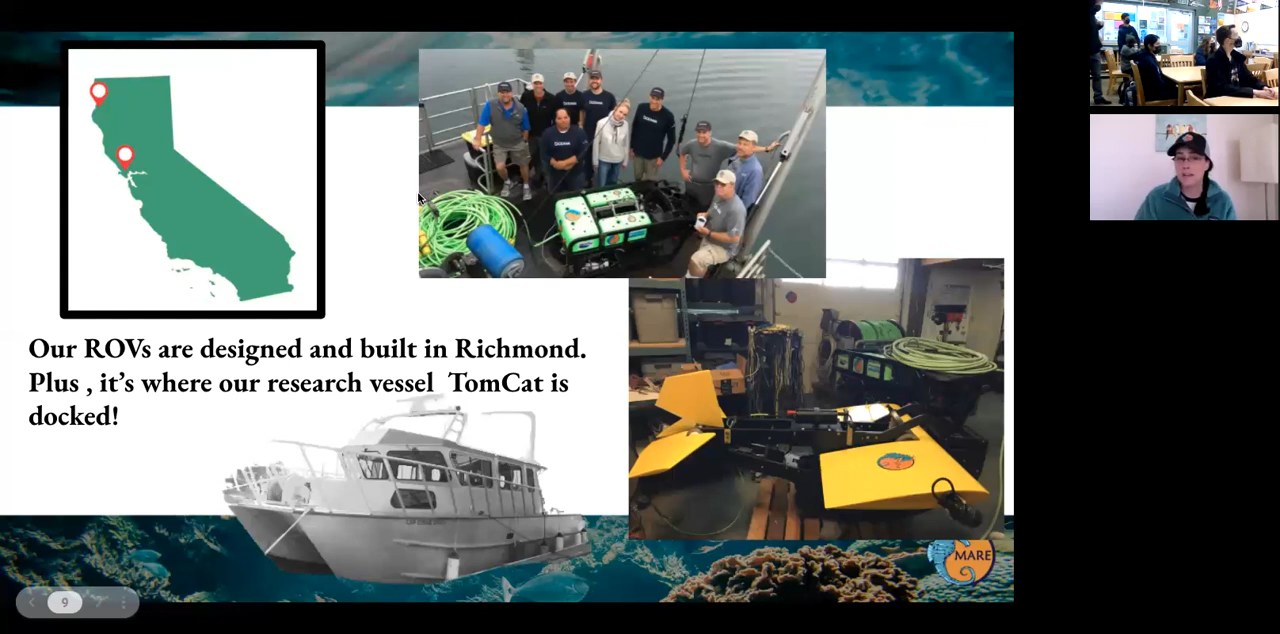 Our ROVs are designed and built in Richmond.
Plus , it’s where our research vessel TomCat is
docked!
MARE
9